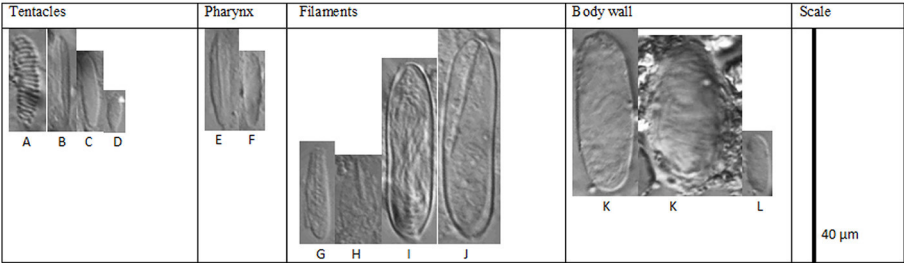 Tentacles Pharynx Filaments Body wall Scale
A B C D E F G H I J K K L
40 µm